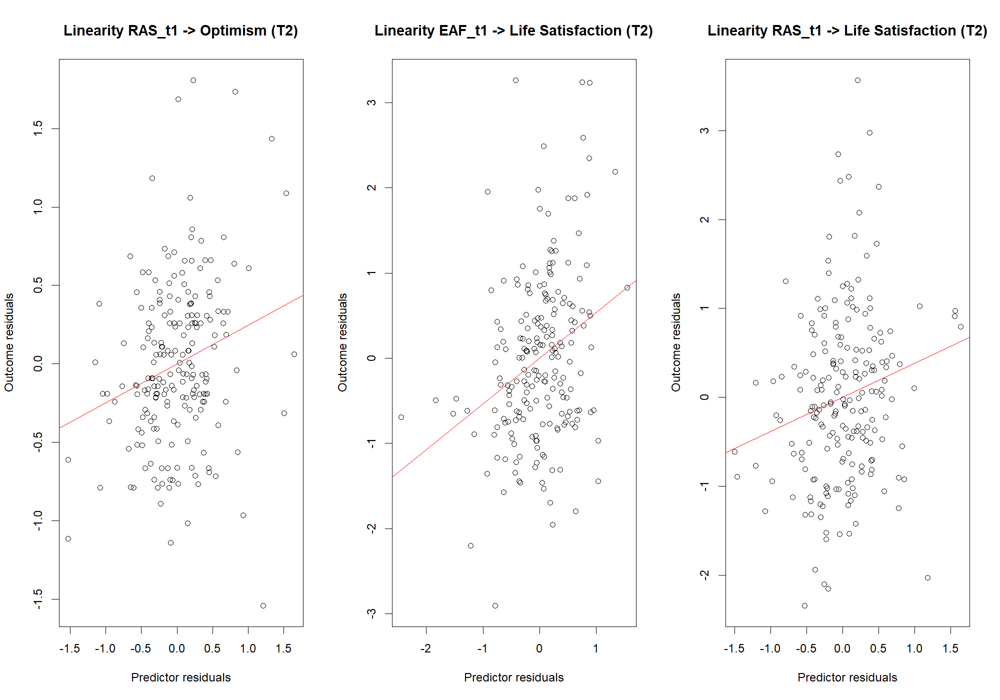 Linearity RAS_t1 -> Optimism (T2)
Outcome residuals
1.5
1.0
0.5
0.0
-0.5
-1.0
-1.5
-1.5 -1.0 -0.5 0.0 0.5 1.0 1.5
Predictor residuals
Linearity EAF_t1 -> Life Satisfaction (T2)
Outcome residuals
3
2
1
0
-1
-2
-3
-2 -1 0 1
Predictor residuals
Linearity RAS_t1 -> Life Satisfaction (T2)
Outcome residuals
3
2
1
0
-1
-2
-1.5 -1.0 -0.5 0.0 0.5 1.0 1.5
Predictor residuals